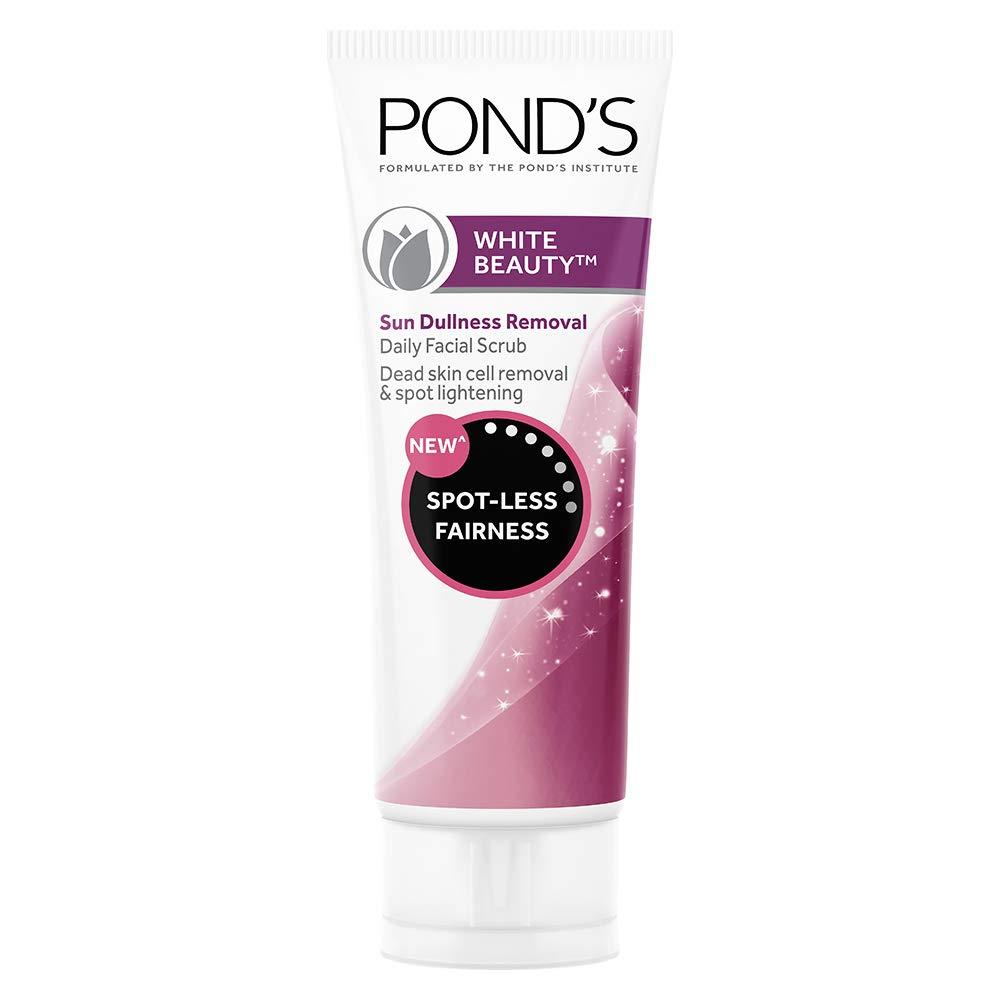 POND'S
FORMULATED BY THE POND'S INSTITUTE
WHITE
BEAUTY™
Sun Dullness Removal
Daily Facial Scrub
Dead skin cell removal
& spot lightening
NEW^
SPOT-LESS
FAIRNESS